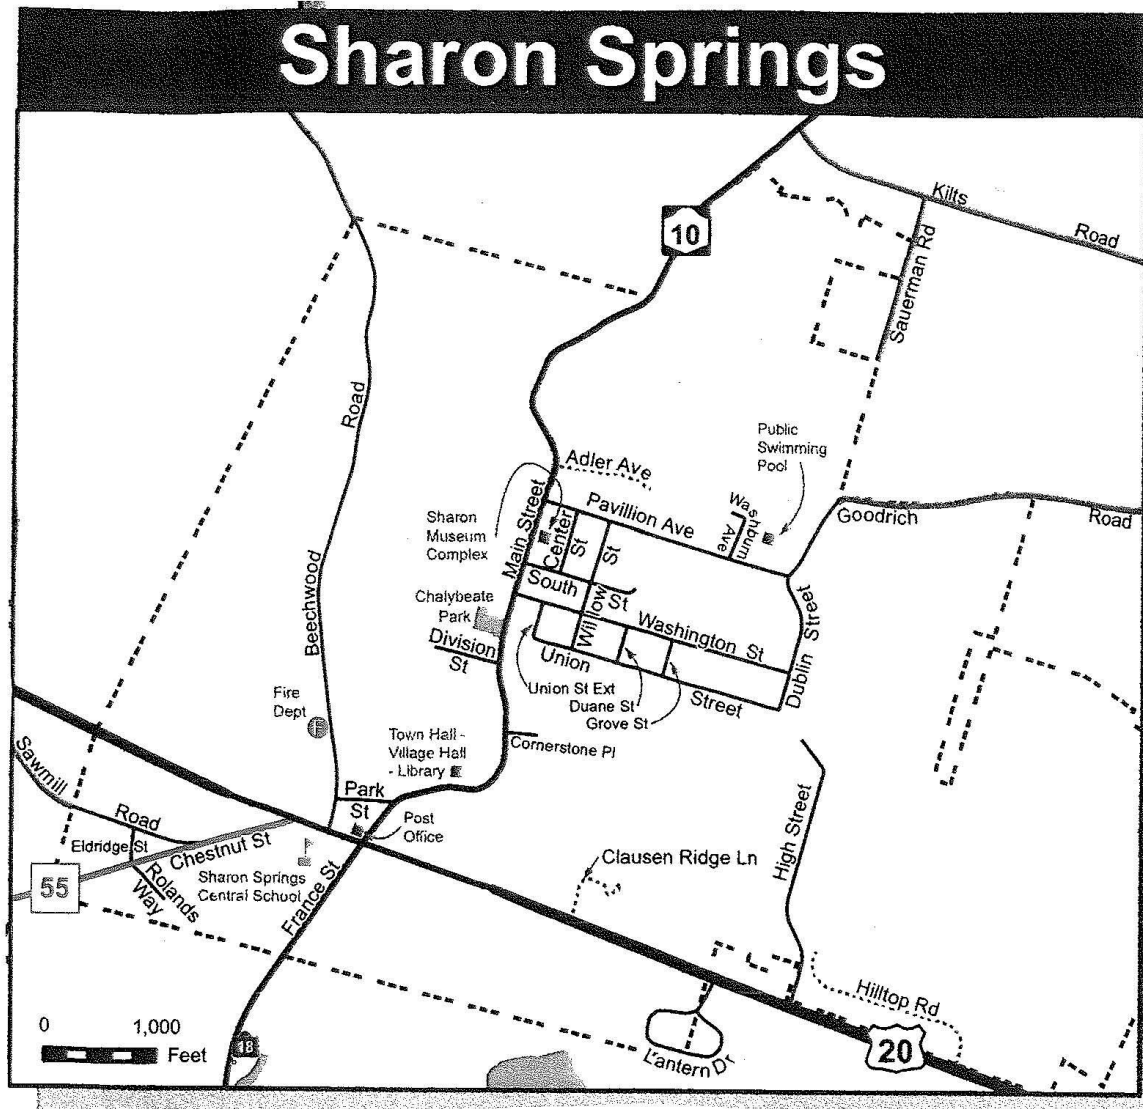 Sharon Springs
10
Kilts
Road
Sauerman Rd
Road
Public
Swimming
Pool
Adler Ave
Washburn
Ave
Pavillion Ave
Goodrich
Road
Main Street
Sharon
Museum
Complex
Center
St
St
South
St
Willow
Chalybeate
Park
Washington St
Division
St
Union
Street
Dublin Street
Beechwood
Union St Ext
Duane St
Grove St
Fire
Dept
F
Town Hall -
Village Hall
- Library
Cornerstone Pl
Sawmill
Road
Park
St
Post
Office
High Street
Eldridge St
Chestnut St
Clausen Ridge Ln
55
Rolands
Way
Sharon Springs
Central School
France St
Hilltop Rd
0 1,000
Feet
Lantern Dr
20